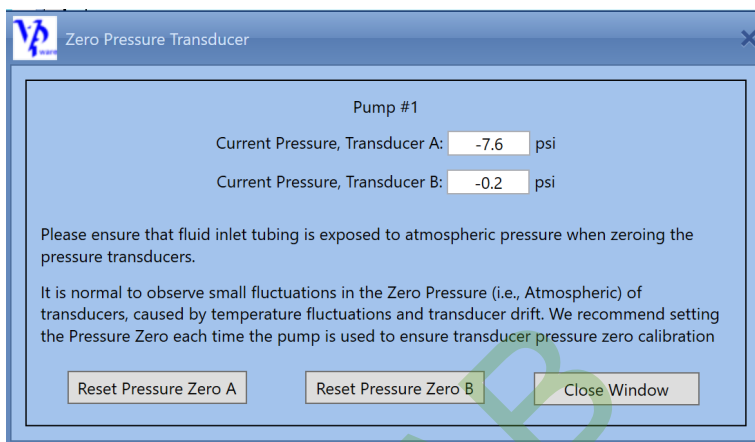 VP
ware
Zero Pressure Transducer
Pump #1
Current Pressure, Transducer A: -7.6 psi
Current Pressure, Transducer B: -0.2 psi
Please ensure that fluid inlet tubing is exposed to atmospheric pressure when zeroing the
pressure transducers.
It is normal to observe small fluctuations in the Zero Pressure (i.e., Atmospheric) of
transducers, caused by temperature fluctuations and transducer drift. We recommend setting
the Pressure Zero each time the pump is used to ensure transducer pressure zero calibration
Reset Pressure Zero A Reset Pressure Zero B Close Window